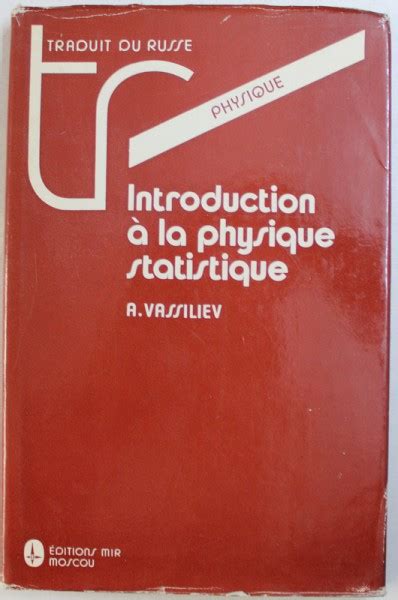 TRADUIT DU RUSSE
tr
PHYSIQUE
Introduction
à la physique
statistique
A. VASSILIEV
ÉDITIONS MIR
MOSCOU